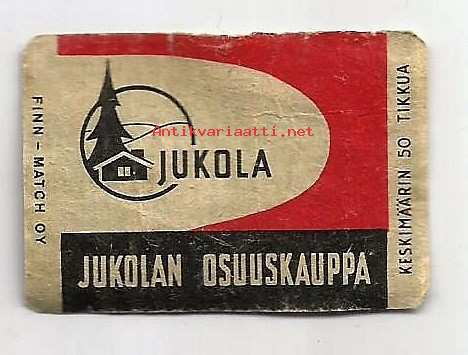 FINN - MATCH OY
JUKOLA
JUKOLAN OSUUSKAUPPA
KESKIMÄÄRIN 50 TIKKUA
Antikvariaatti.net